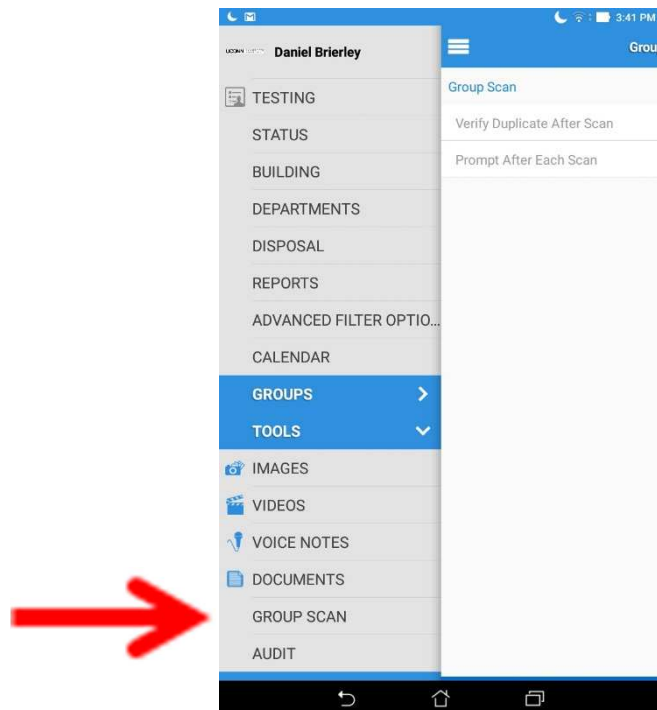 3:41 PM
UCONN
Daniel Brierley
TESTING
STATUS
BUILDING
DEPARTMENTS
DISPOSAL
REPORTS
ADVANCED FILTER OPTIO...
CALENDAR
GROUPS
TOOLS
IMAGES
VIDEOS
VOICE NOTES
DOCUMENTS
GROUP SCAN
AUDIT
Grou
Group Scan
Verify Duplicate After Scan
Prompt After Each Scan